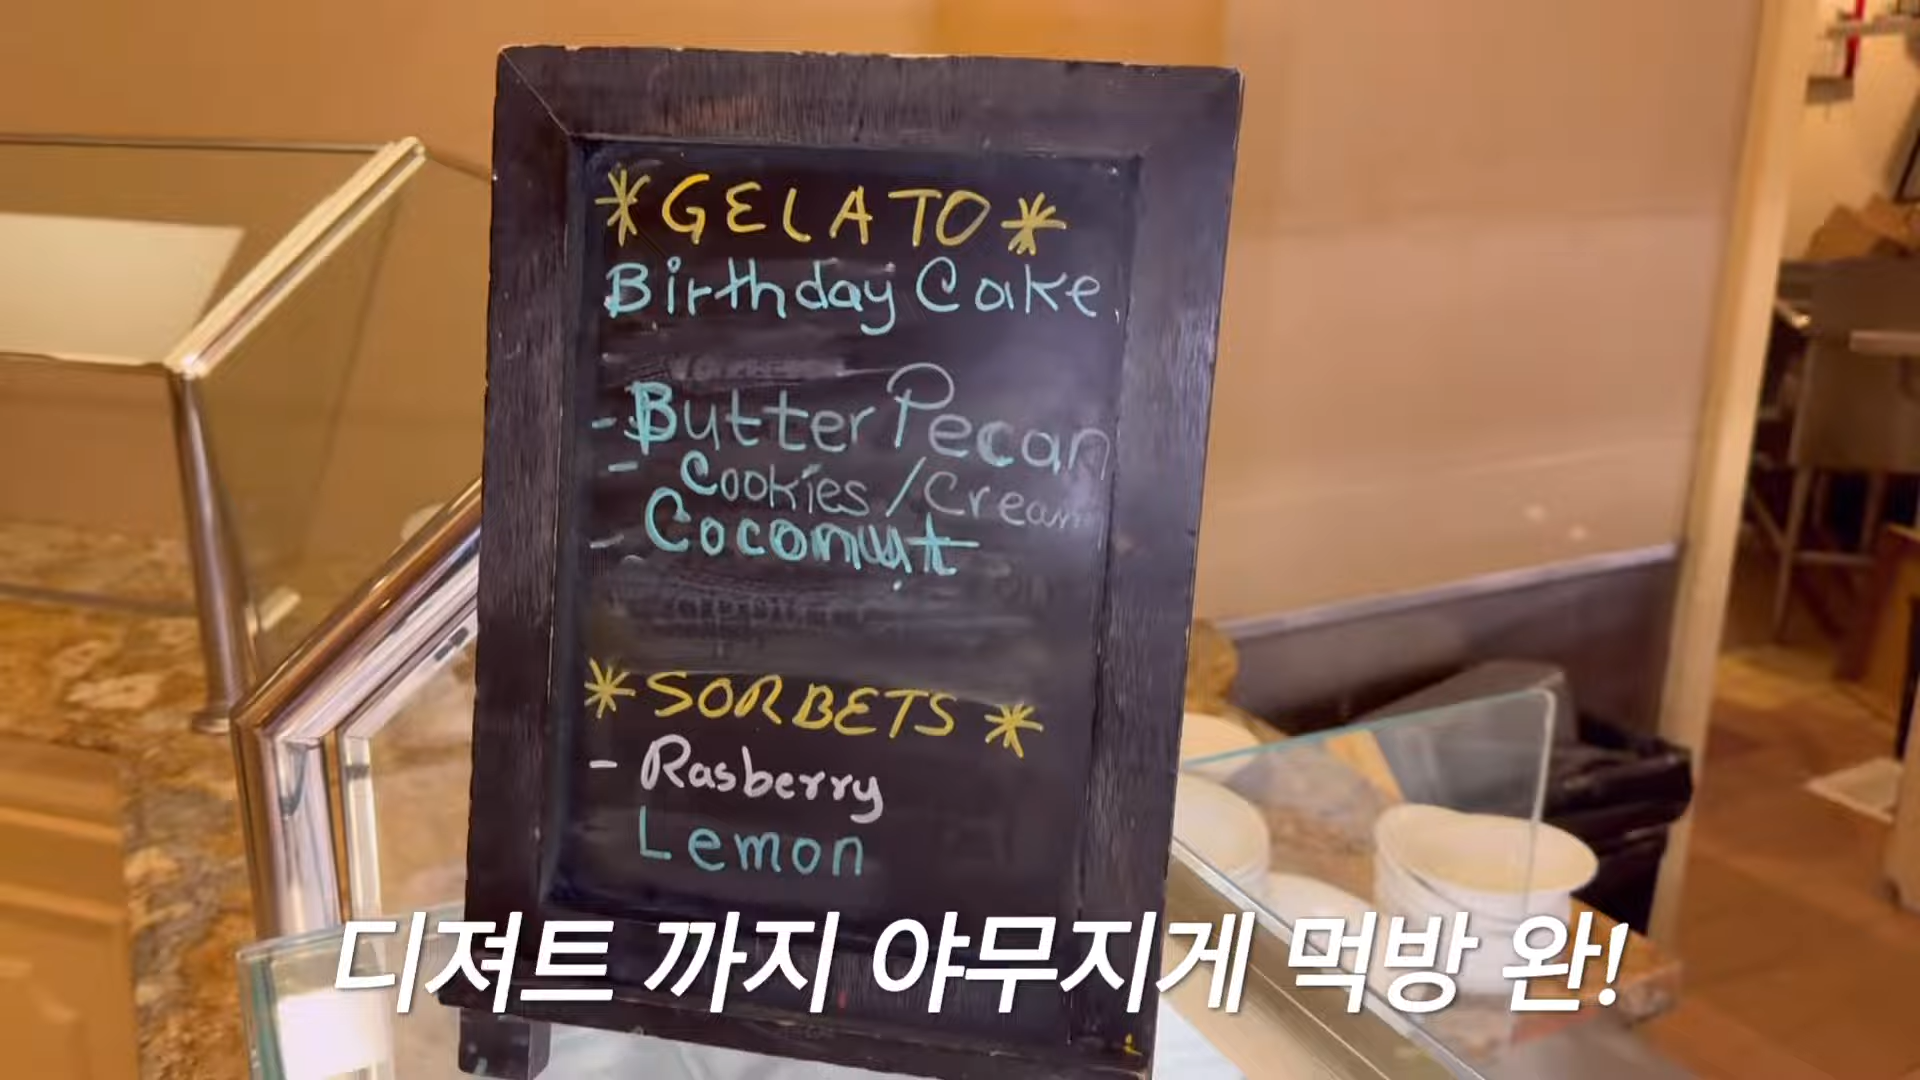 *GELATO*
Birthday Cake
- Butter Pecan
- Cookies/Cream
- Coconut
*SORBETS*
- Rasberry
Lemon
디져트 까지 야무지게 먹방 완!